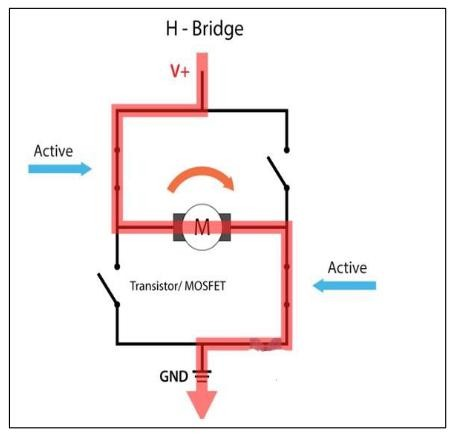 H - Bridge
V+
Active
M
Transistor/ MOSFET
Active
GND